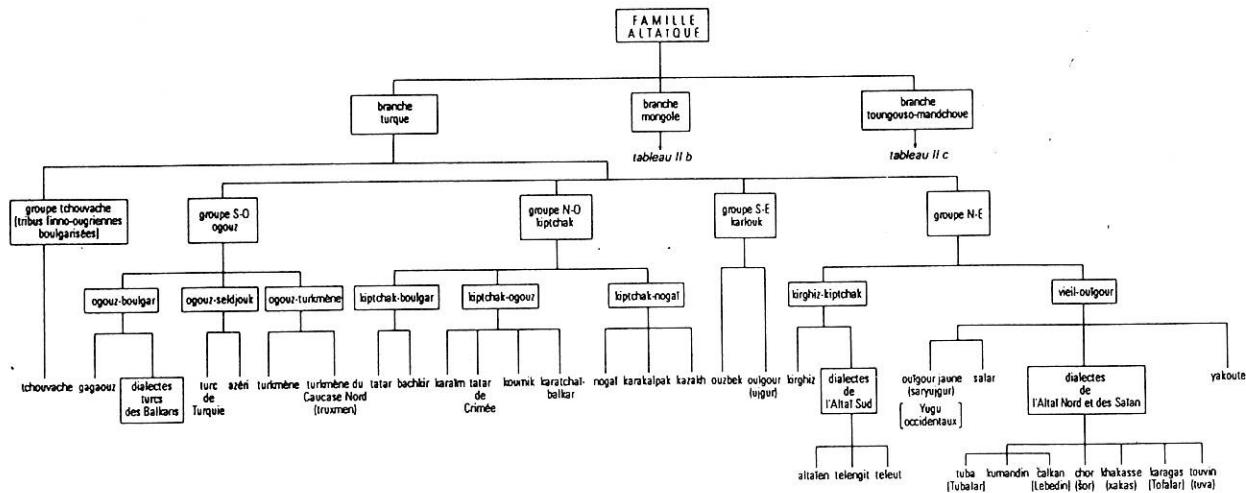 FAMILLE
ALTAÏQUE
branche
turque
branche
mongole
branche
toungouso-mandchoue
tableau II b
tableau II c
groupe tchouvache
(tribus finno-ougriennes
boulgarisées)
groupe S-O
ogouz
groupe N-O
kiptchak
groupe S-E
karlouk
groupe N-E
ogouz-boulgar
ogouz-seldjouk
ogouz-turkmène
kiptchak-boulgar
kiptchak-ogouz
kiptchak-nogaï
kirghiz-kiptchak
vieil-ouïgour
tchouvache
gagaouz
dialectes
turcs
des Balkans
turc
de
Turquie
azéri
turkmène
turkmène du
Caucase Nord
(truxmen)
tatar
bachkir
karaïm
tatar
de
Crimée
koumik
karatchaï-
balkar
nogaï
karakalpak
kazakh
ouzbek
ouïgour
(ujgur)
kirghiz
dialectes
de
l'Altaï Sud
ouïgour jaune
(saryujgur)
[Yugu
occidentaux]
salar
dialectes
de
l'Altaï Nord et des Saïan
yakoute
altaïen
telengit
teleut
tuba
(Tubalar)
kumandin
čalkan
(Lebedin)
chor
(šor)
khakasse
(xakas)
karagas
(Tofalar)
touvin
(tuva)